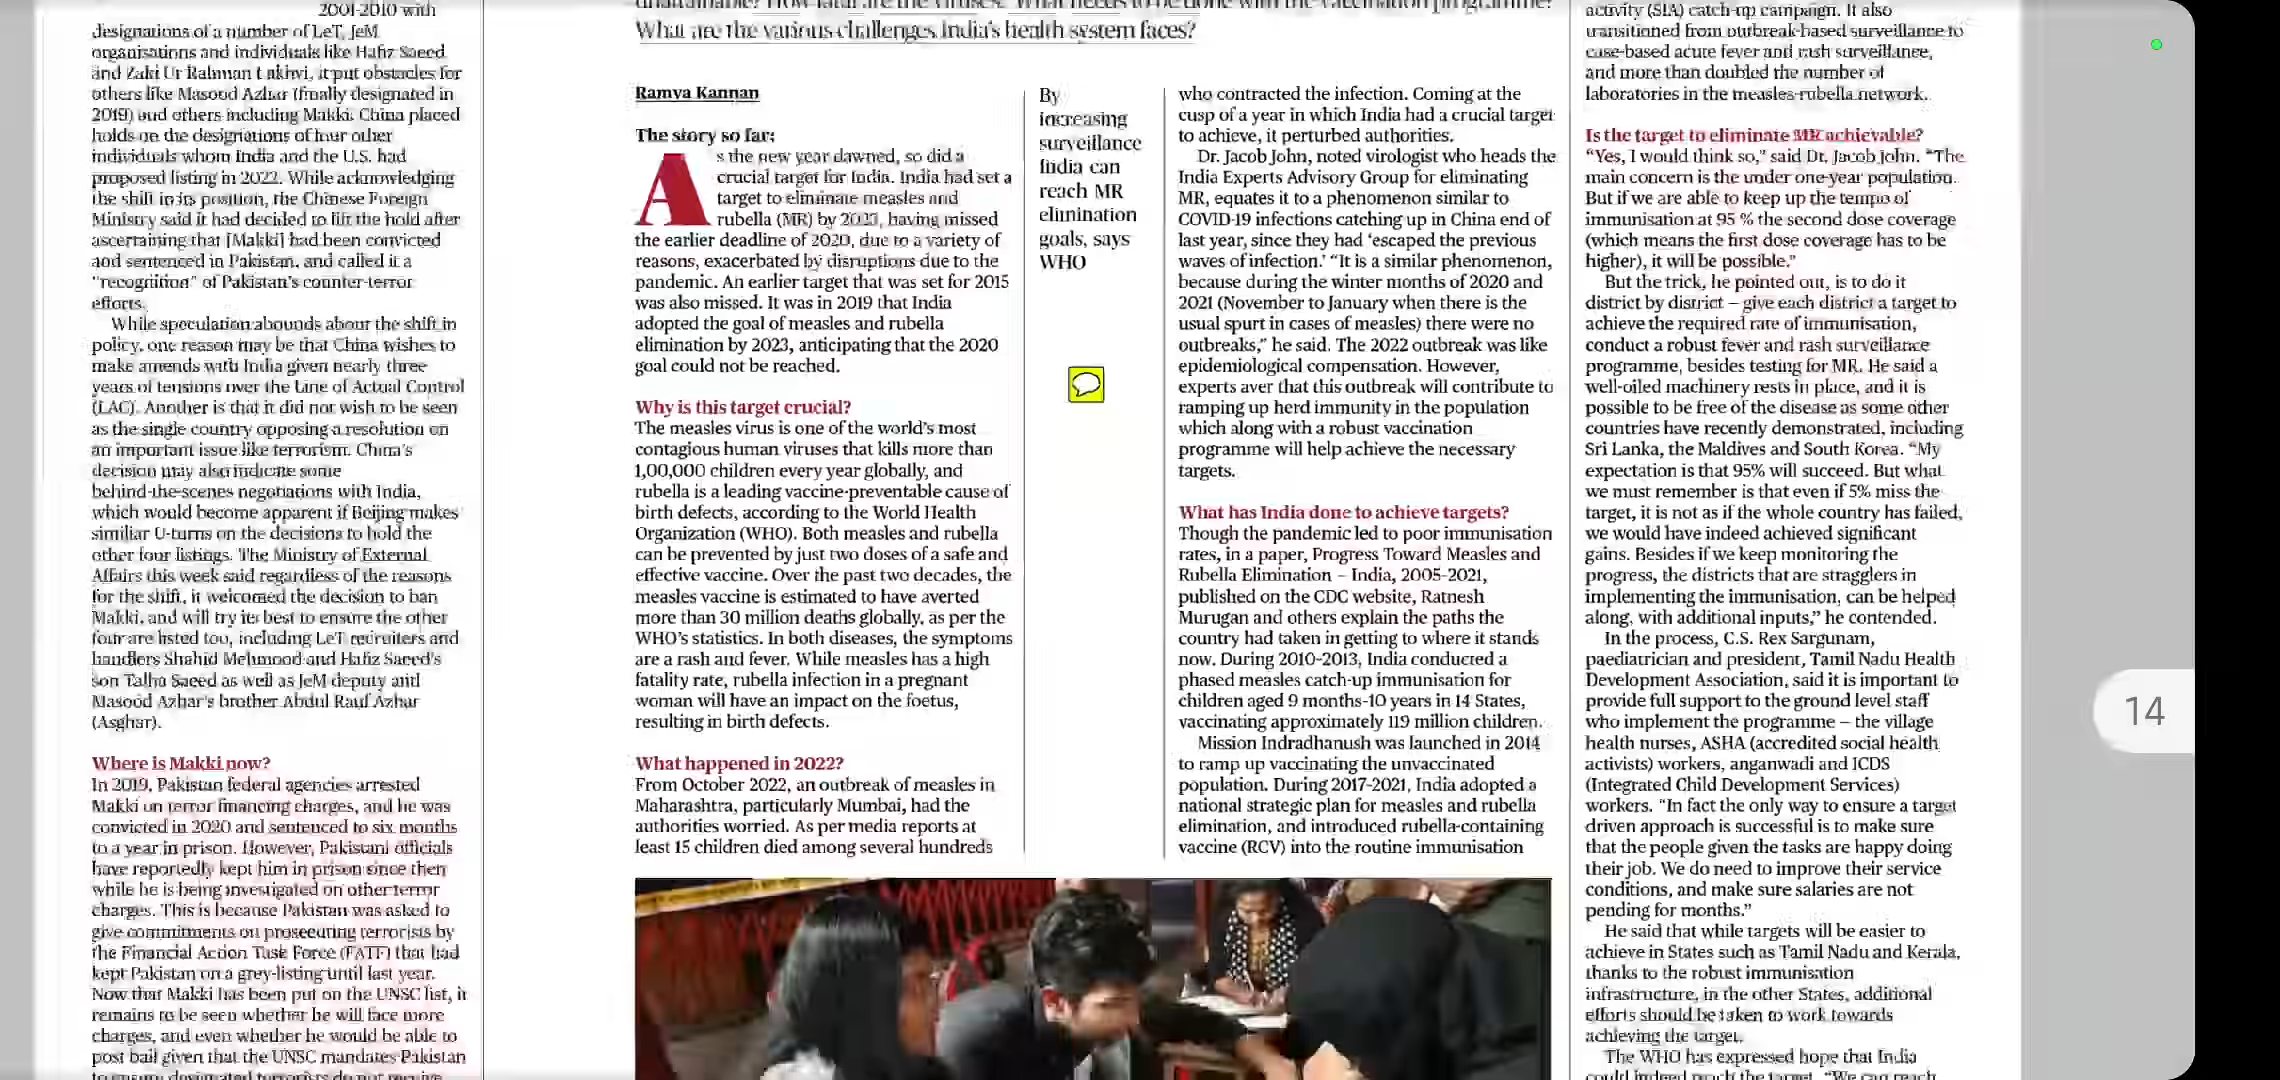 2001-2010 with
designations of a number of LeT, JeM
organisations and individuals like Hafiz Saeed
and Zaki Ur Rahman Lakhvi, it put obstacles for
others like Masood Azhar (finally designated in
2019) and others including Makki. China placed
holds on the designations of four other
individuals whom India and the U.S. had
proposed listing in 2022. While acknowledging
the shift in its position, the Chinese Foreign
Ministry said it had decided to lift the hold after
ascertaining that [Makki] had been convicted
and sentenced in Pakistan, and called it a
“recognition” of Pakistan’s counter-terror
efforts.
While speculation abounds about the shift in
policy, one reason may be that China wishes to
make amends with India given nearly three
years of tensions over the Line of Actual Control
(LAC). Another is that it did not wish to be seen
as the single country opposing a resolution on
an important issue like terrorism. China’s
decision may also indicate some
behind-the-scenes negotiations with India,
which would become apparent if Beijing makes
similiar U-turns on the decisions to hold the
other four listings. The Ministry of External
Affairs this week said regardless of the reasons
for the shift, it welcomed the decision to ban
Makki, and will try its best to ensure the other
four are listed too, including LeT recruiters and
handlers Shahid Mehmood and Hafiz Saeed’s
son Talha Saeed as well as JeM deputy and
Masood Azhar’s brother Abdul Rauf Azhar
(Asghar).
Where is Makki now?
In 2019, Pakistan federal agencies arrested
Makki on terror financing charges, and he was
convicted in 2020 and sentenced to six months
to a year in prison. However, Pakistani officials
have reportedly kept him in prison since then
while he is being investigated on other terror
charges. This is because Pakistan was asked to
give commitments on prosecuting terrorists by
the Financial Action Task Force (FATF) that had
kept Pakistan on a grey-listing until last year.
Now that Makki has been put on the UNSC list, it
remains to be seen whether he will face more
charges, and even whether he would be able to
post bail given that the UNSC mandates Pakistan
to ensure designated terrorists do not receive
What are the various challenges India’s health system faces?
Ramya Kannan
The story so far:
As the new year dawned, so did a
crucial target for India. India had set a
target to eliminate measles and
rubella (MR) by 2023, having missed
the earlier deadline of 2020, due to a variety of
reasons, exacerbated by disruptions due to the
pandemic. An earlier target that was set for 2015
was also missed. It was in 2019 that India
adopted the goal of measles and rubella
elimination by 2023, anticipating that the 2020
goal could not be reached.
Why is this target crucial?
The measles virus is one of the world’s most
contagious human viruses that kills more than
1,00,000 children every year globally, and
rubella is a leading vaccine-preventable cause of
birth defects, according to the World Health
Organization (WHO). Both measles and rubella
can be prevented by just two doses of a safe and
effective vaccine. Over the past two decades, the
measles vaccine is estimated to have averted
more than 30 million deaths globally, as per the
WHO’s statistics. In both diseases, the symptoms
are a rash and fever. While measles has a high
fatality rate, rubella infection in a pregnant
woman will have an impact on the foetus,
resulting in birth defects.
What happened in 2022?
From October 2022, an outbreak of measles in
Maharashtra, particularly Mumbai, had the
authorities worried. As per media reports at
least 15 children died among several hundreds
By
increasing
surveillance
India can
reach MR
elimination
goals, says
WHO
who contracted the infection. Coming at the
cusp of a year in which India had a crucial target
to achieve, it perturbed authorities.
Dr. Jacob John, noted virologist who heads the
India Experts Advisory Group for eliminating
MR, equates it to a phenomenon similar to
COVID-19 infections catching up in China end of
last year, since they had ‘escaped the previous
waves of infection.’ “It is a similar phenomenon,
because during the winter months of 2020 and
2021 (November to January when there is the
usual spurt in cases of measles) there were no
outbreaks,” he said. The 2022 outbreak was like
epidemiological compensation. However,
experts aver that this outbreak will contribute to
ramping up herd immunity in the population
which along with a robust vaccination
programme will help achieve the necessary
targets.
What has India done to achieve targets?
Though the pandemic led to poor immunisation
rates, in a paper, Progress Toward Measles and
Rubella Elimination – India, 2005-2021,
published on the CDC website, Ratnesh
Murugan and others explain the paths the
country had taken in getting to where it stands
now. During 2010-2013, India conducted a
phased measles catch-up immunisation for
children aged 9 months-10 years in 14 States,
vaccinating approximately 119 million children.
Mission Indradhanush was launched in 2014
to ramp up vaccinating the unvaccinated
population. During 2017-2021, India adopted a
national strategic plan for measles and rubella
elimination, and introduced rubella-containing
vaccine (RCV) into the routine immunisation
activity (SIA) catch-up campaign. It also
transitioned from outbreak-based surveillance to
case-based acute fever and rash surveillance,
and more than doubled the number of
laboratories in the measles-rubella network.
Is the target to eliminate MR achievable?
“Yes, I would think so,” said Dr. Jacob John. “The
main concern is the under one-year population.
But if we are able to keep up the tempo of
immunisation at 95 % the second dose coverage
(which means the first dose coverage has to be
higher), it will be possible.”
But the trick, he pointed out, is to do it
district by district – give each district a target to
achieve the required rate of immunisation,
conduct a robust fever and rash surveillance
programme, besides testing for MR. He said a
well-oiled machinery rests in place, and it is
possible to be free of the disease as some other
countries have recently demonstrated, including
Sri Lanka, the Maldives and South Korea. “My
expectation is that 95% will succeed. But what
we must remember is that even if 5% miss the
target, it is not as if the whole country has failed,
we would have indeed achieved significant
gains. Besides if we keep monitoring the
progress, the districts that are stragglers in
implementing the immunisation, can be helped
along, with additional inputs,” he contended.
In the process, C.S. Rex Sargunam,
paediatrician and president, Tamil Nadu Health
Development Association, said it is important to
provide full support to the ground level staff
who implement the programme – the village
health nurses, ASHA (accredited social health
activists) workers, anganwadi and ICDS
(Integrated Child Development Services)
workers. “In fact the only way to ensure a target
driven approach is successful is to make sure
that the people given the tasks are happy doing
their job. We do need to improve their service
conditions, and make sure salaries are not
pending for months.”
He said that while targets will be easier to
achieve in States such as Tamil Nadu and Kerala,
thanks to the robust immunisation
infrastructure, in the other States, additional
efforts should be taken to work towards
achieving the target.
The WHO has expressed hope that India
could indeed reach the target. “We can reach
14